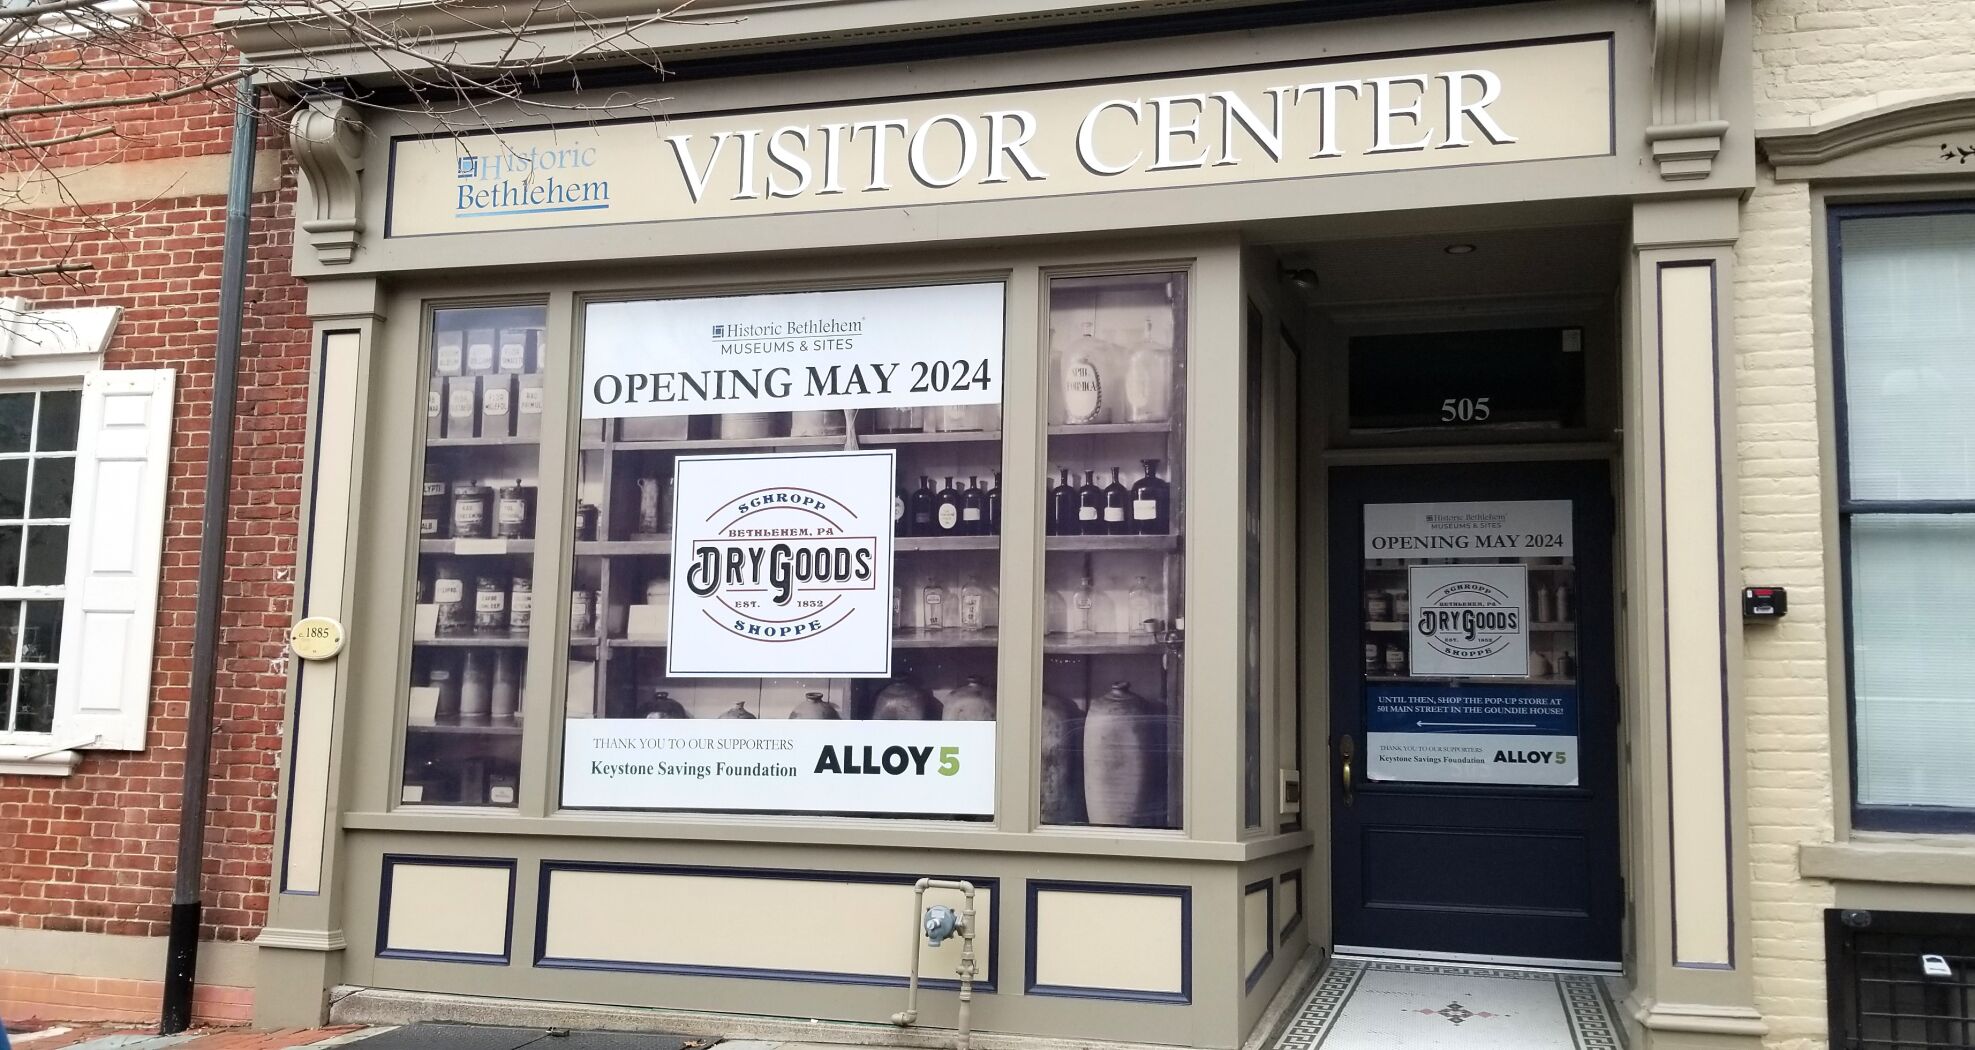 Historic
Bethlehem
VISITOR CENTER
Historic Bethlehem
MUSEUMS & SITES
OPENING MAY 2024
SCHROPP
BETHLEHEM, PA
DRY GOODS
EST. 1832
SHOPPE
THANK YOU TO OUR SUPPORTERS
Keystone Savings Foundation
ALLOY5
c. 1885
SPIR.
FORMICA
505
Historic Bethlehem
MUSEUMS & SITES
OPENING MAY 2024
SCHROPP
BETHLEHEM, PA
DRY GOODS
EST. 1832
SHOPPE
UNTIL THEN, SHOP THE POP-UP STORE AT
501 MAIN STREET IN THE GOUNDIE HOUSE!
THANK YOU TO OUR SUPPORTERS
Keystone Savings Foundation
ALLOY5